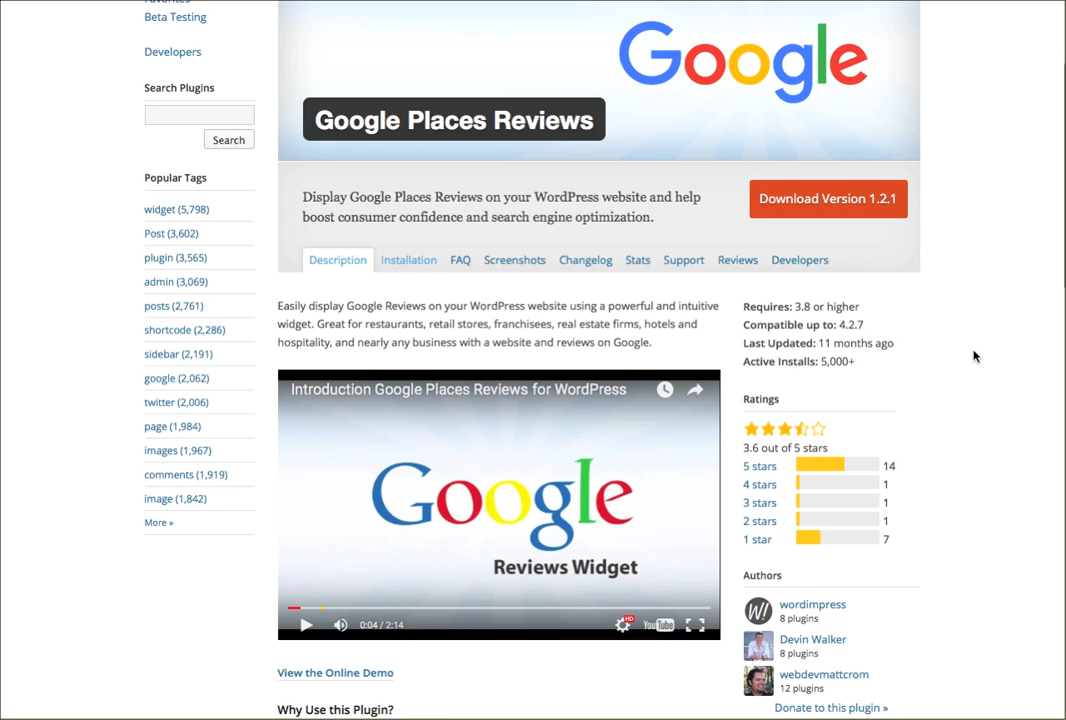 Favorites
Beta Testing
Developers
Search Plugins
Search
Popular Tags
widget (5,798)
Post (3,602)
plugin (3,565)
admin (3,069)
posts (2,761)
shortcode (2,286)
sidebar (2,191)
google (2,062)
twitter (2,006)
page (1,984)
images (1,967)
comments (1,919)
image (1,842)
More »
Google
Google Places Reviews
Display Google Places Reviews on your WordPress website and help
boost consumer confidence and search engine optimization.
Download Version 1.2.1
Description Installation FAQ Screenshots Changelog Stats Support Reviews Developers
Easily display Google Reviews on your WordPress website using a powerful and intuitive
widget. Great for restaurants, retail stores, franchisees, real estate firms, hotels and
hospitality, and nearly any business with a website and reviews on Google.
Introduction Google Places Reviews for WordPress
Google
Reviews Widget
0:04 / 2:14
HD
YouTube
View the Online Demo
Why Use this Plugin?
Requires: 3.8 or higher
Compatible up to: 4.2.7
Last Updated: 11 months ago
Active Installs: 5,000+
Ratings
3.6 out of 5 stars
5 stars 14
4 stars 1
3 stars 1
2 stars 1
1 star 7
Authors
W!
wordimpress
8 plugins
Devin Walker
8 plugins
webdevmattcrom
12 plugins
Donate to this plugin »